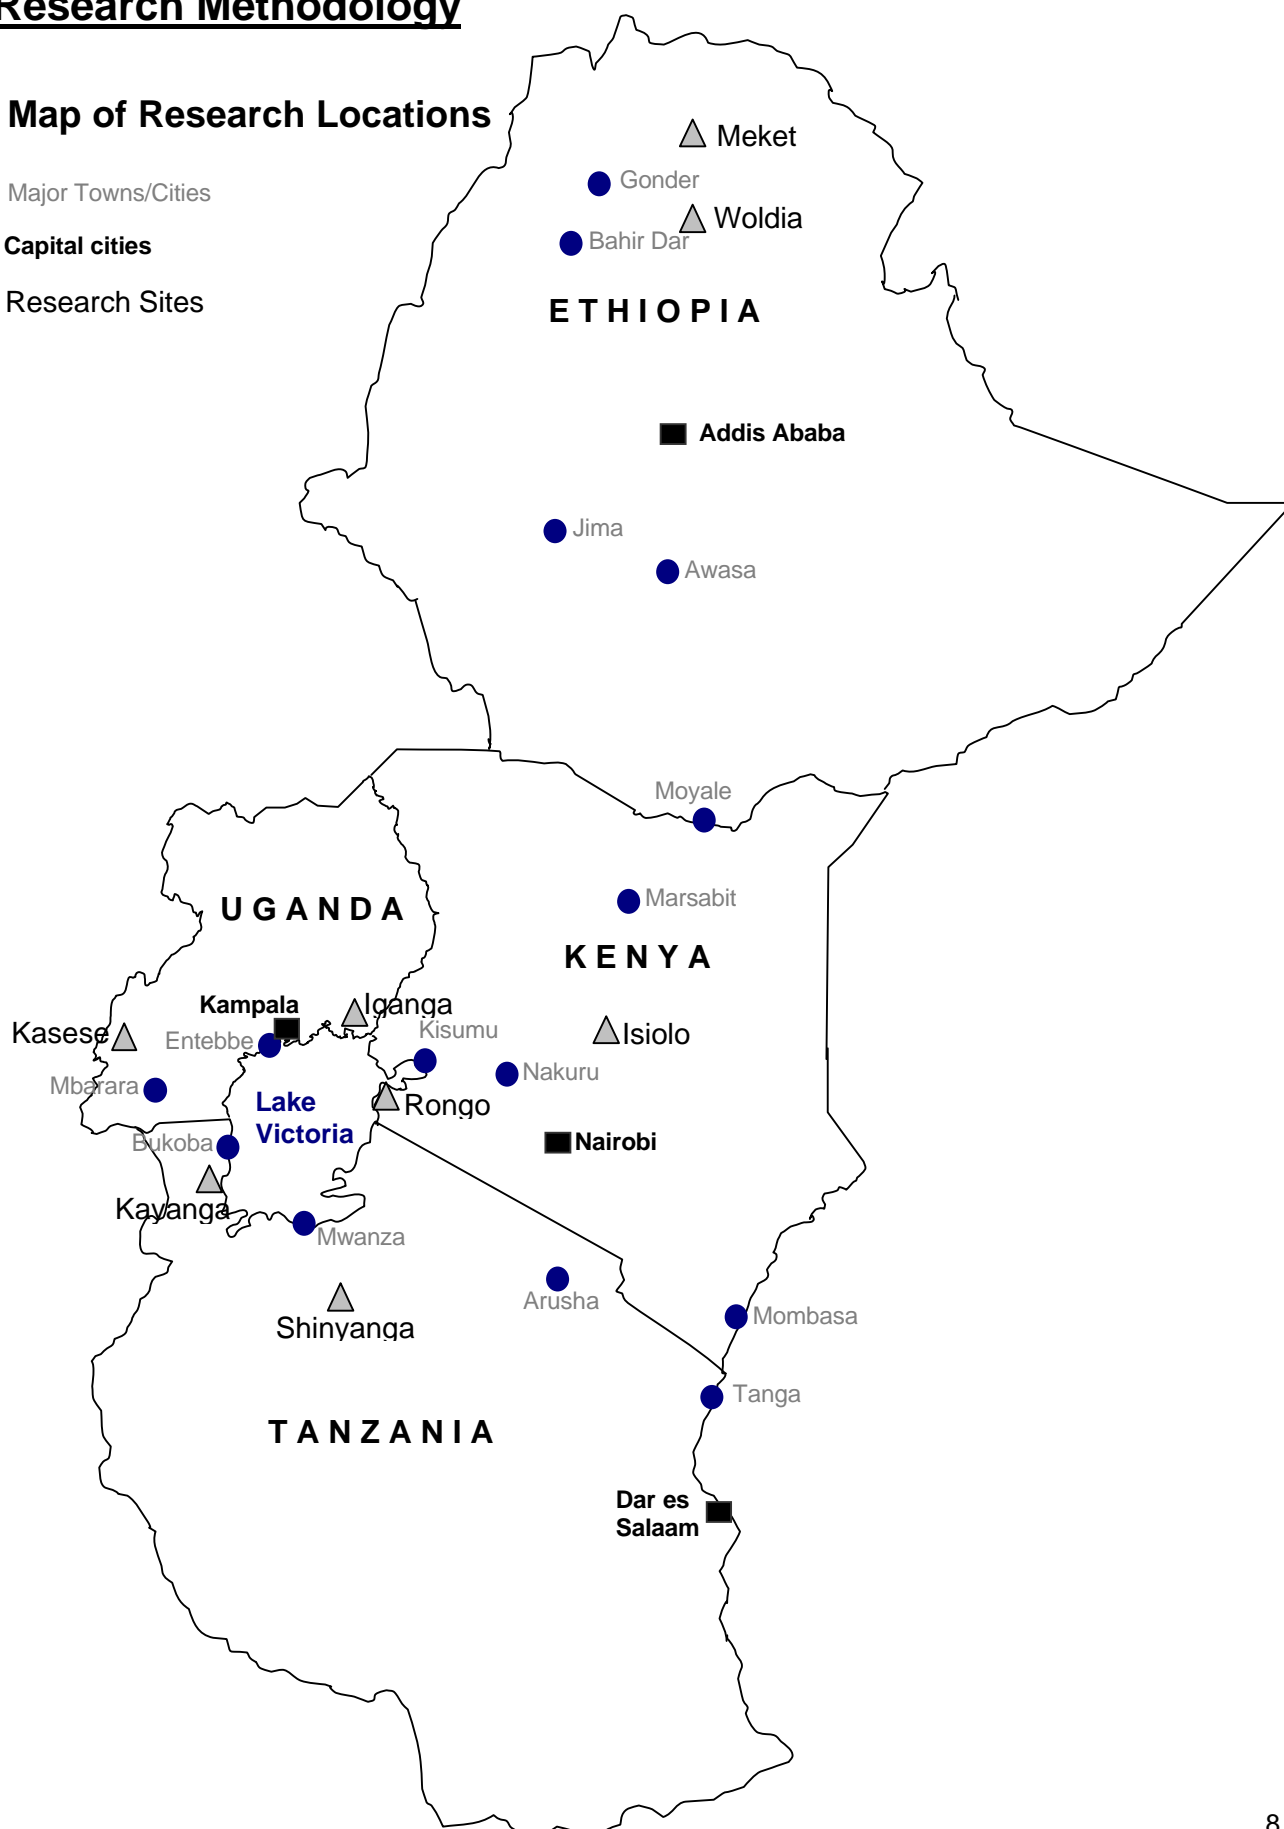 Research Methodology
Map of Research Locations
Major Towns/Cities
Capital cities
Research Sites
Meket
Gonder
Woldia
Bahir Dar
ETHIOPIA
Addis Ababa
Jima
Awasa
Moyale
Marsabit
UGANDA
KENYA
Kampala
Iganga
Kasese
Entebbe
Kisumu
Isiolo
Mbarara
Nakuru
Lake
Victoria
Rongo
Bukoba
Nairobi
Kayanga
Mwanza
Arusha
Mombasa
Shinyanga
Tanga
TANZANIA
Dar es
Salaam
8